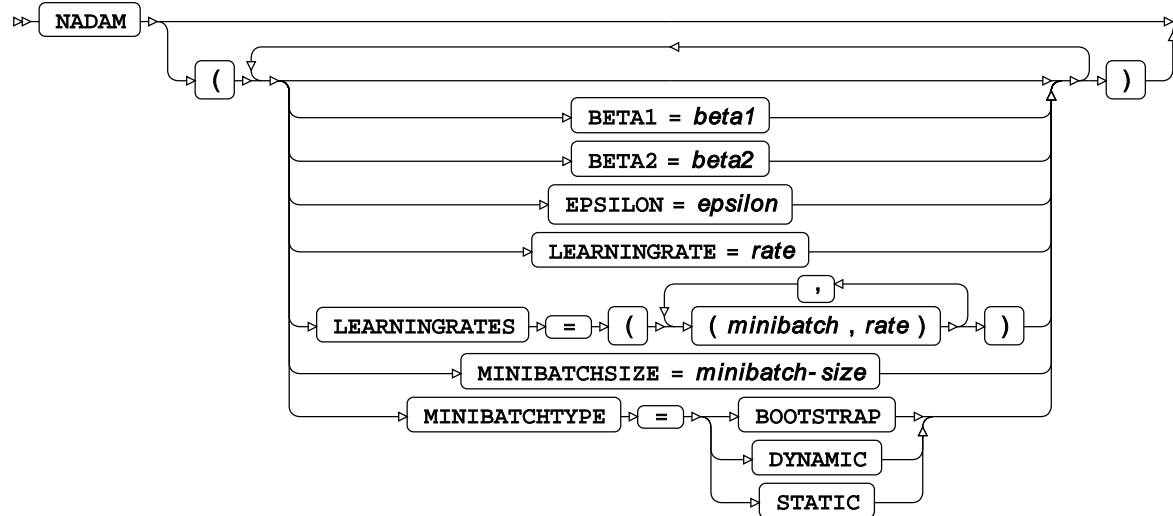 NADAM
( )
BETA1 = beta1
BETA2 = beta2
EPSILON = epsilon
LEARNINGRATE = rate
,
LEARNINGRATES = ( ( minibatch , rate ) )
MINIBATCHSIZE = minibatch-size
MINIBATCHTYPE = BOOTSTRAP
DYNAMIC
STATIC